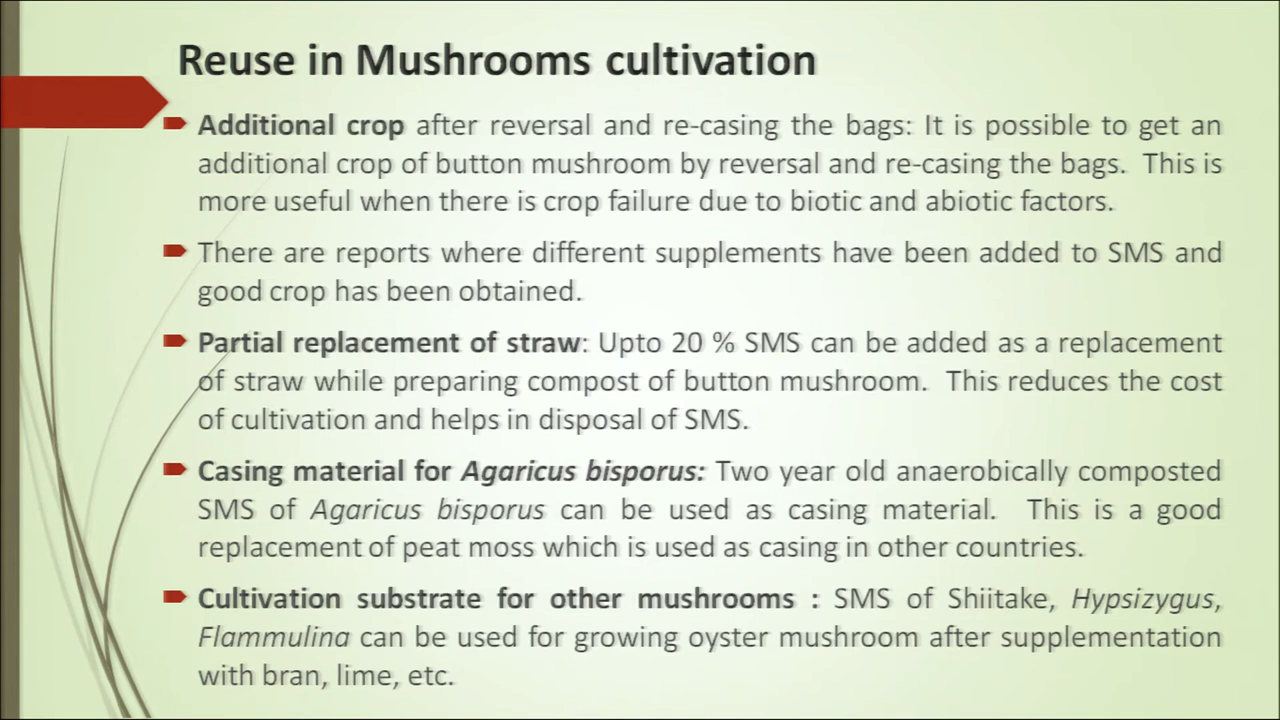 Reuse in Mushrooms cultivation
Additional crop after reversal and re-casing the bags: It is possible to get an
additional crop of button mushroom by reversal and re-casing the bags. This is
more useful when there is crop failure due to biotic and abiotic factors.
There are reports where different supplements have been added to SMS and
good crop has been obtained.
Partial replacement of straw: Upto 20 % SMS can be added as a replacement
of straw while preparing compost of button mushroom. This reduces the cost
of cultivation and helps in disposal of SMS.
Casing material for Agaricus bisporus: Two year old anaerobically composted
SMS of Agaricus bisporus can be used as casing material. This is a good
replacement of peat moss which is used as casing in other countries.
Cultivation substrate for other mushrooms : SMS of Shiitake, Hypsizygus,
Flammulina can be used for growing oyster mushroom after supplementation
with bran, lime, etc.